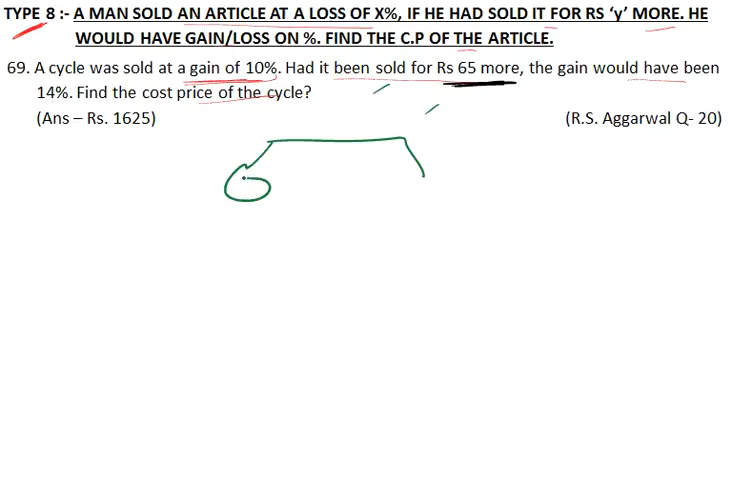 TYPE 8 :- A MAN SOLD AN ARTICLE AT A LOSS OF X%, IF HE HAD SOLD IT FOR RS ‘y’ MORE. HE
WOULD HAVE GAIN/LOSS ON %. FIND THE C.P OF THE ARTICLE.
69. A cycle was sold at a gain of 10%. Had it been sold for Rs 65 more, the gain would have been
14%. Find the cost price of the cycle?
(Ans – Rs. 1625) (R.S. Aggarwal Q- 20)